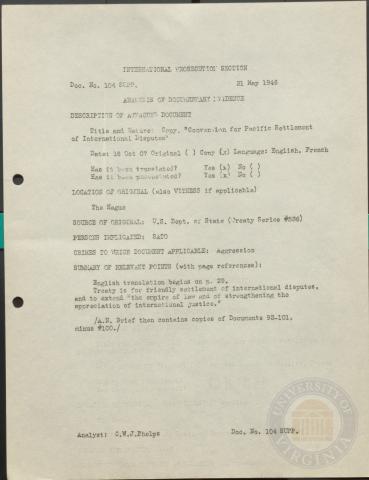 INTERNATIONAL PROSECUTION SECTION
Doc. No. 104 SUPP. 21 May 1946
ANALYSIS OF DOCUMENTARY EVIDENCE
DESCRIPTION OF ATTACHED DOCUMENT
Title and Nature: Copy, "Convention for Pacific Settlement
of International Disputes"
Date: 18 Oct 07 Original ( ) Copy (x) Language: English, French
Has it been translated? Yes (x) No ( )
Has it been photostated? Yes (x) No ( )
LOCATION OF ORIGINAL (also WITNESS if applicable)
The Hague
SOURCE OF ORIGINAL: U.S. Dept. of State (Treaty Series #536)
PERSONS IMPLICATED: SATO
CRIMES TO WHICH DOCUMENT APPLICABLE: Aggression
SUMMARY OF RELEVANT POINTS (with page references):
English translation begins on p. 29.
Treaty is for friendly settlement of international disputes,
and to extend "the empire of law and of strengthening the
appreciation of international justice."
/A.N. Brief then contains copies of Documents 93-101,
minus #100./
Analyst: C.W.J.Phelps Doc. No. 104 SUPP.
UNIVERSITY
OF
VIRGINIA